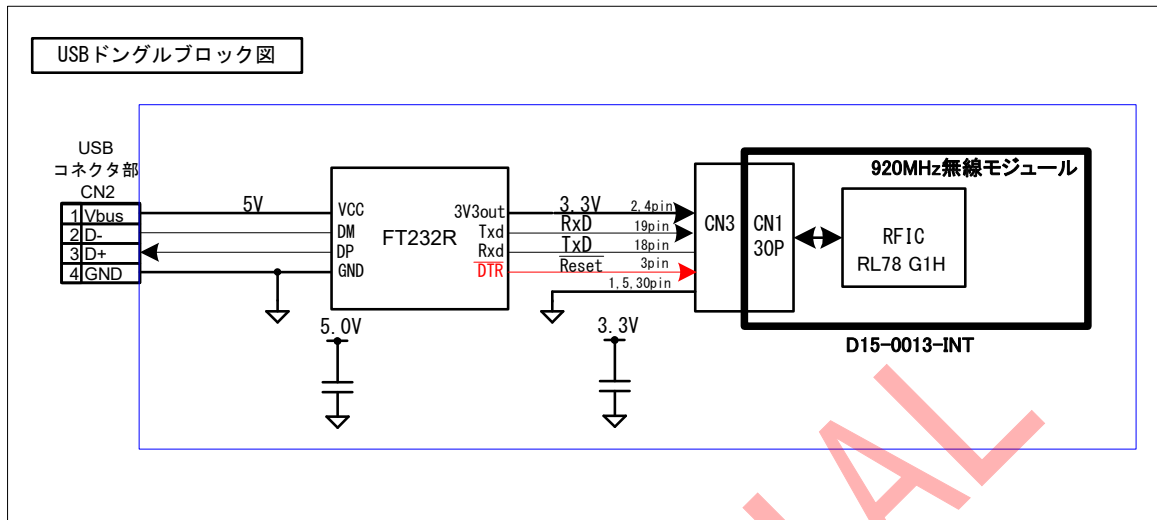 USBドングルブロック図
USB
コネクタ部
CN2
1 Vbus
2 D-
3 D+
4 GND
5V
VCC
DM
DP
GND
FT232R
3V3out
Txd
Rxd
DTR
3.3V
RxD
TxD
Reset
2,4pin
19pin
18pin
3pin
1,5,30pin
CN3
CN1
30P
920MHz無線モジュール
RFIC
RL78 G1H
D15-0013-INT
5.0V
3.3V